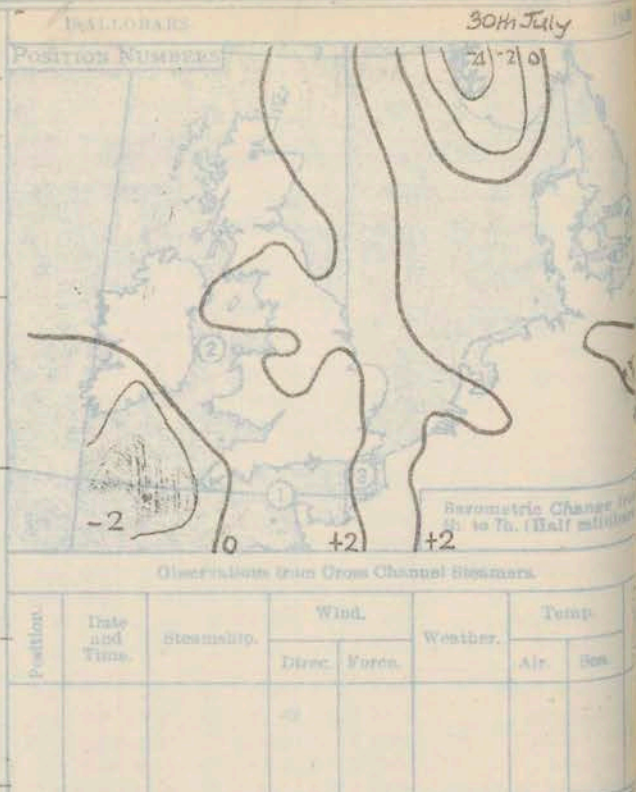 ISALLOBARS
30th July
POSITION NUMBERS
-4 -2 0
2
1
3
-2
0
+2
+2
Barometric Change
to 7h. (Half
Observations from Cross Channel Steamers.
Position.
Date and Time.
Steamship.
Wind.
Direc.
Force.
Weather.
Temp.
Air.
Sea.